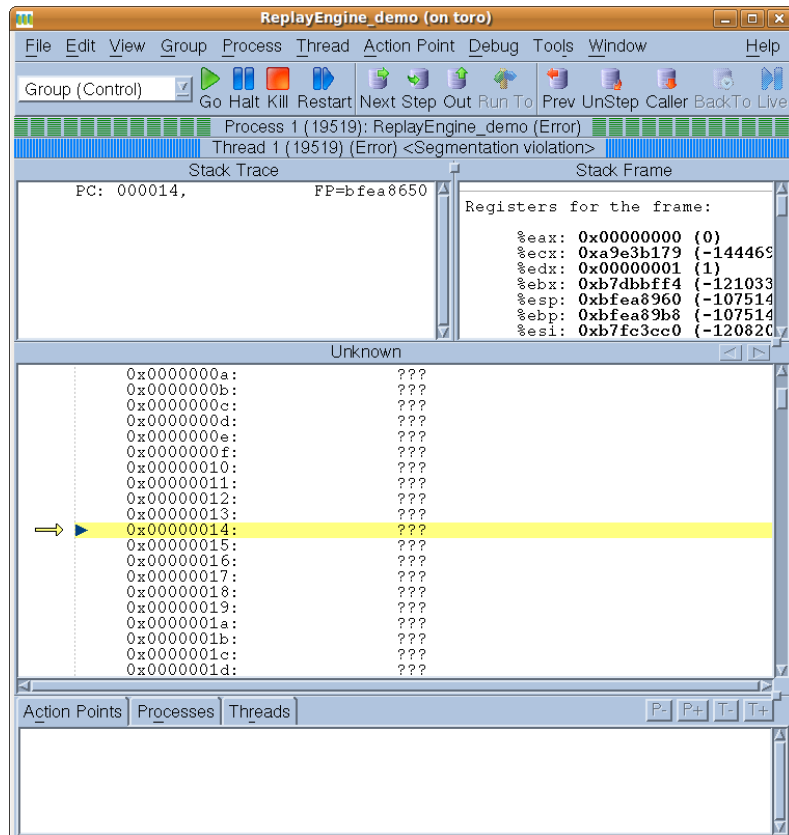 ReplayEngine_demo (on toro)
File Edit View Group Process Thread Action Point Debug Tools Window Help
Group (Control) Go Halt Kill Restart Next Step Out Run To Prev UnStep Caller BackTo Live
Process 1 (19519): ReplayEngine_demo (Error)
Thread 1 (19519) (Error) <Segmentation violation>
Stack Trace Stack Frame
PC: 000014, FP=bfea8650
Registers for the frame:
%eax: 0x00000000 (0)
%ecx: 0xa9e3b179 (-144469
%edx: 0x00000001 (1)
%ebx: 0xb7dbbff4 (-121033
%esp: 0xbfea8960 (-107514
%ebp: 0xbfea89b8 (-107514
%esi: 0xb7fc3cc0 (-120820
Unknown
0x0000000a: ???
0x0000000b: ???
0x0000000c: ???
0x0000000d: ???
0x0000000e: ???
0x0000000f: ???
0x00000010: ???
0x00000011: ???
0x00000012: ???
0x00000013: ???
0x00000014: ???
0x00000015: ???
0x00000016: ???
0x00000017: ???
0x00000018: ???
0x00000019: ???
0x0000001a: ???
0x0000001b: ???
0x0000001c: ???
0x0000001d: ???
Action Points Processes Threads P- P+ T- T+